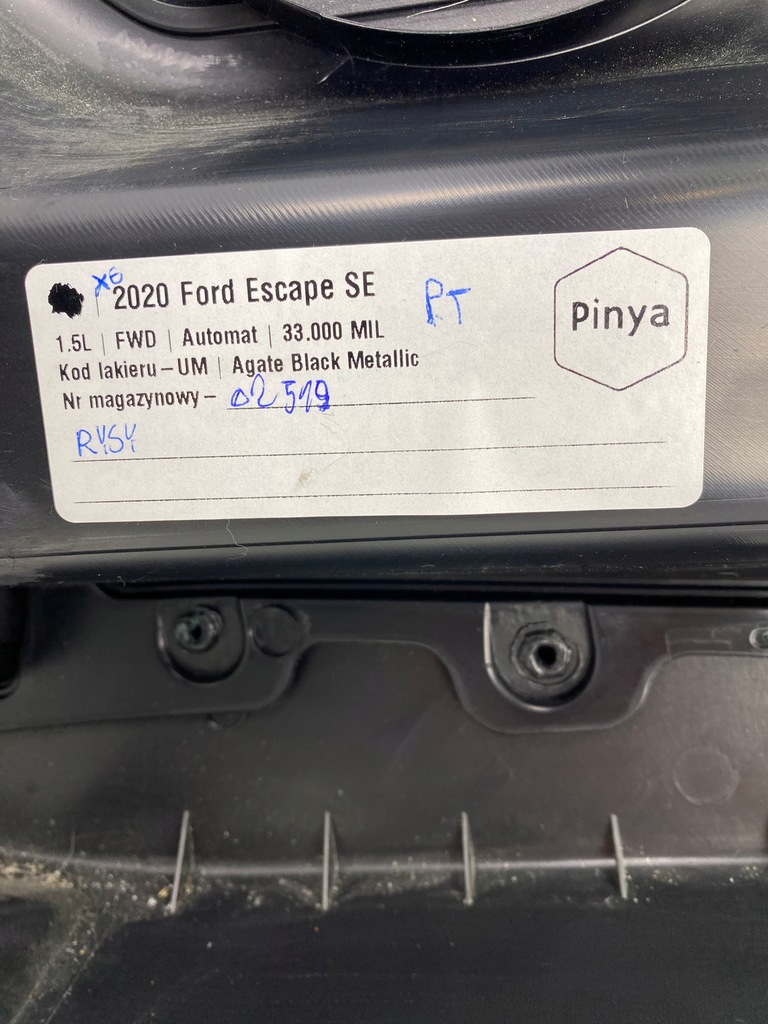 X6
2020 Ford Escape SE
PT
Pinya
1.5L | FWD | Automat | 33.000 MIL
Kod lakieru – UM | Agate Black Metallic
Nr magazynowy – 02519
RYSY